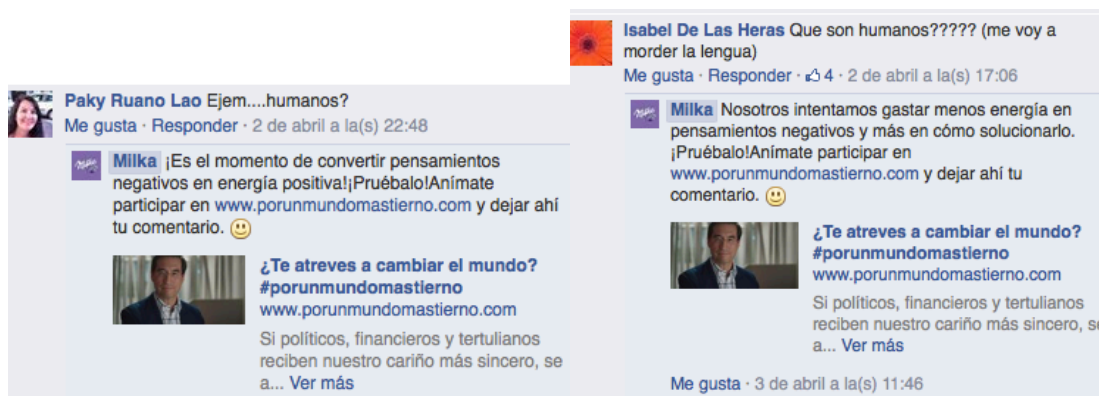 Paky Ruano Lao Ejem....humanos?
Me gusta · Responder · 2 de abril a la(s) 22:48
Milka ¡Es el momento de convertir pensamientos
negativos en energía positiva!¡Pruébalo!Anímate
participar en www.porunmundomastierno.com y dejar ahí
tu comentario.
¿Te atreves a cambiar el mundo?
#porunmundomastierno
www.porunmundomastierno.com
Si políticos, financieros y tertulianos
reciben nuestro cariño más sincero, se
a... Ver más
Isabel De Las Heras Que son humanos????? (me voy a
morder la lengua)
Me gusta · Responder · 4 · 2 de abril a la(s) 17:06
Milka Nosotros intentamos gastar menos energía en
pensamientos negativos y más en cómo solucionarlo.
¡Pruébalo!Anímate participar en
www.porunmundomastierno.com y dejar ahí tu
comentario.
¿Te atreves a cambiar el mundo?
#porunmundomastierno
www.porunmundomastierno.com
Si políticos, financieros y tertulianos
reciben nuestro cariño más sincero, se
a... Ver más
Me gusta · 3 de abril a la(s) 11:46